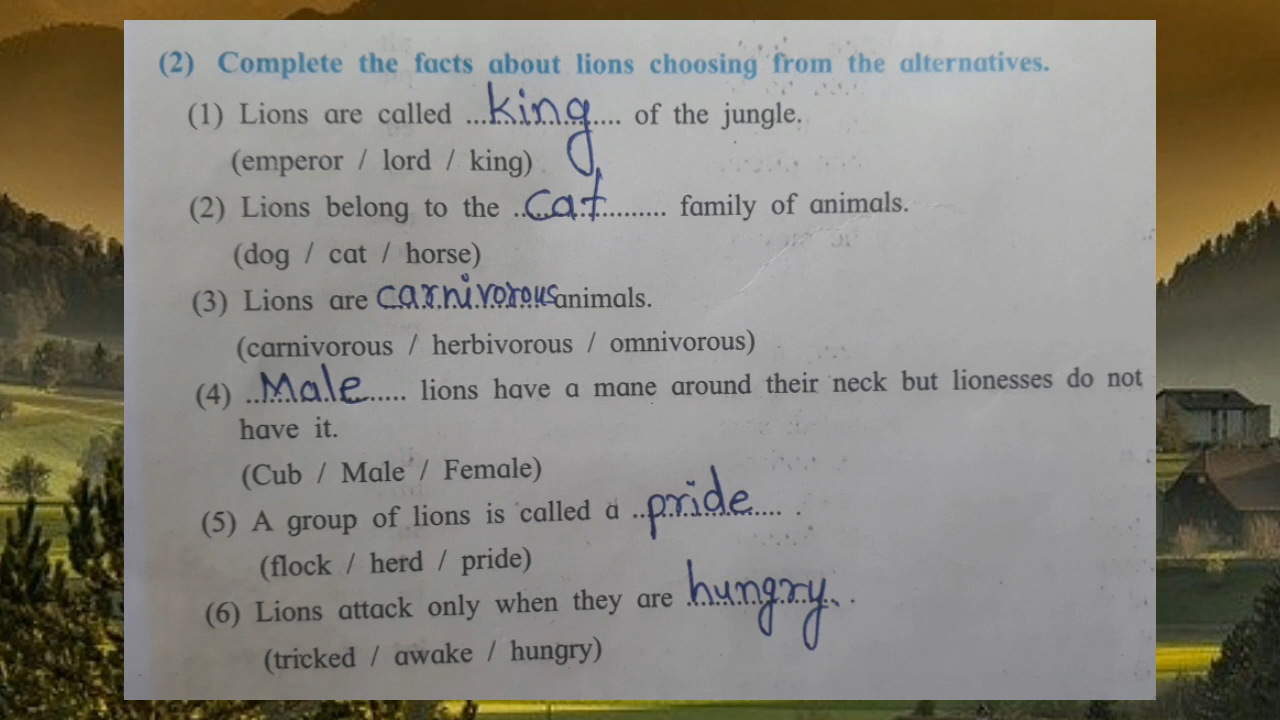 (2) Complete the facts about lions choosing from the alternatives.
(1) Lions are called ...king.... of the jungle.
(emperor / lord / king)
(2) Lions belong to the ..cat.......... family of animals.
(dog / cat / horse)
(3) Lions are carnivorous animals.
(carnivorous / herbivorous / omnivorous)
(4) ..Male..... lions have a mane around their neck but lionesses do not
have it.
(Cub / Male / Female)
(5) A group of lions is called a ..pride.... .
(flock / herd / pride)
(6) Lions attack only when they are hungry.. .
(tricked / awake / hungry)